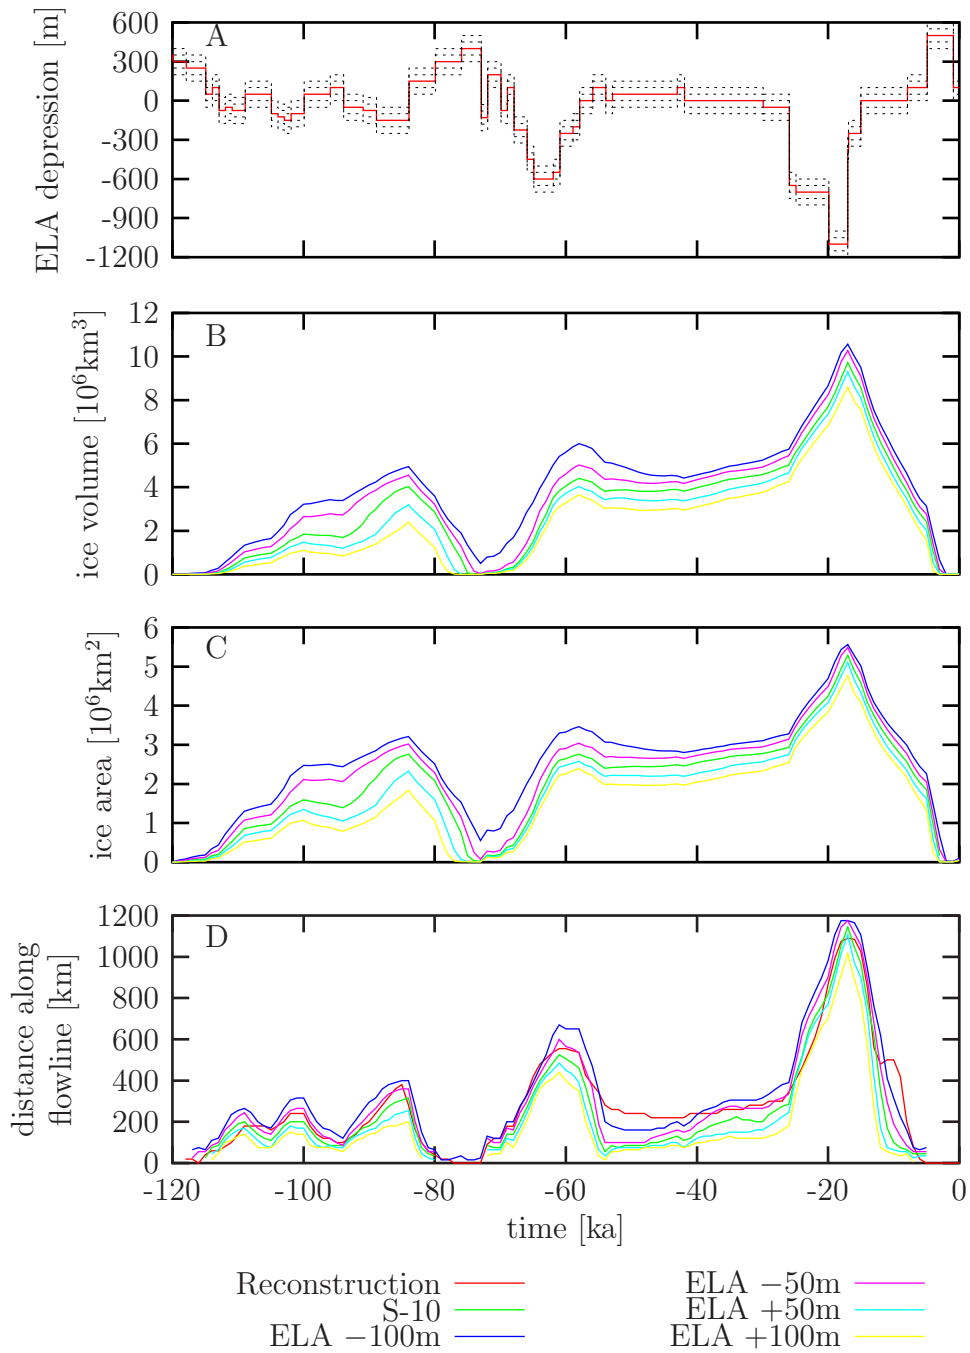 A
ELA depression [m]
600
300
0
-300
-600
-900
-1200
B
ice volume [10⁶km³]
12
10
8
6
4
2
0
C
ice area [10⁶km²]
6
5
4
3
2
1
0
D
distance along
flowline [km]
1200
1000
800
600
400
200
0
-120 -100 -80 -60 -40 -20 0
time [ka]
Reconstruction
S-10
ELA −100m
ELA −50m
ELA +50m
ELA +100m